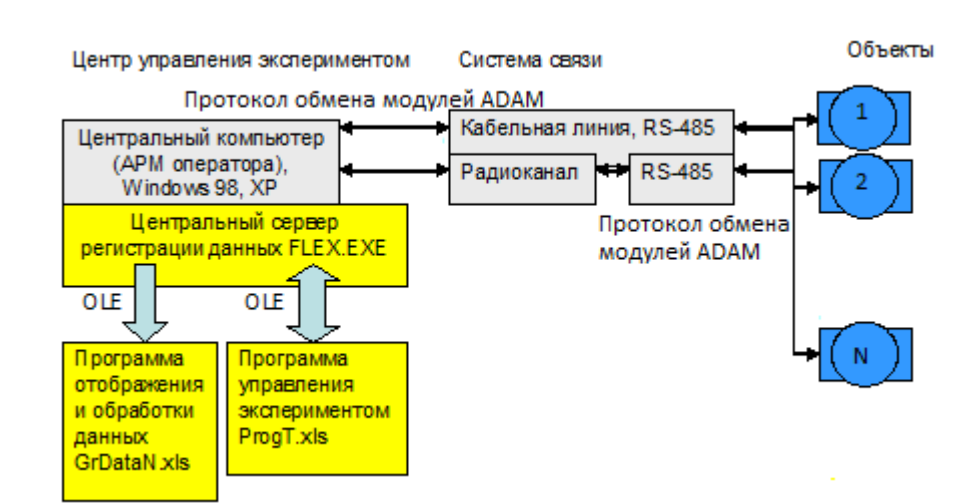 Объекты
Центр управления экспериментом
Система связи
Протокол обмена модулей ADAM
Центральный компьютер
(АРМ оператора),
Windows 98, XP
Кабельная линия, RS-485
1
Радиоканал
RS-485
2
Центральный сервер
регистрации данных FLEX.EXE
Протокол обмена
модулей ADAM
OLE
OLE
Программа
отображения
и обработки
данных
GrDataN.xls
Программа
управления
экспериментом
ProgT.xls
N